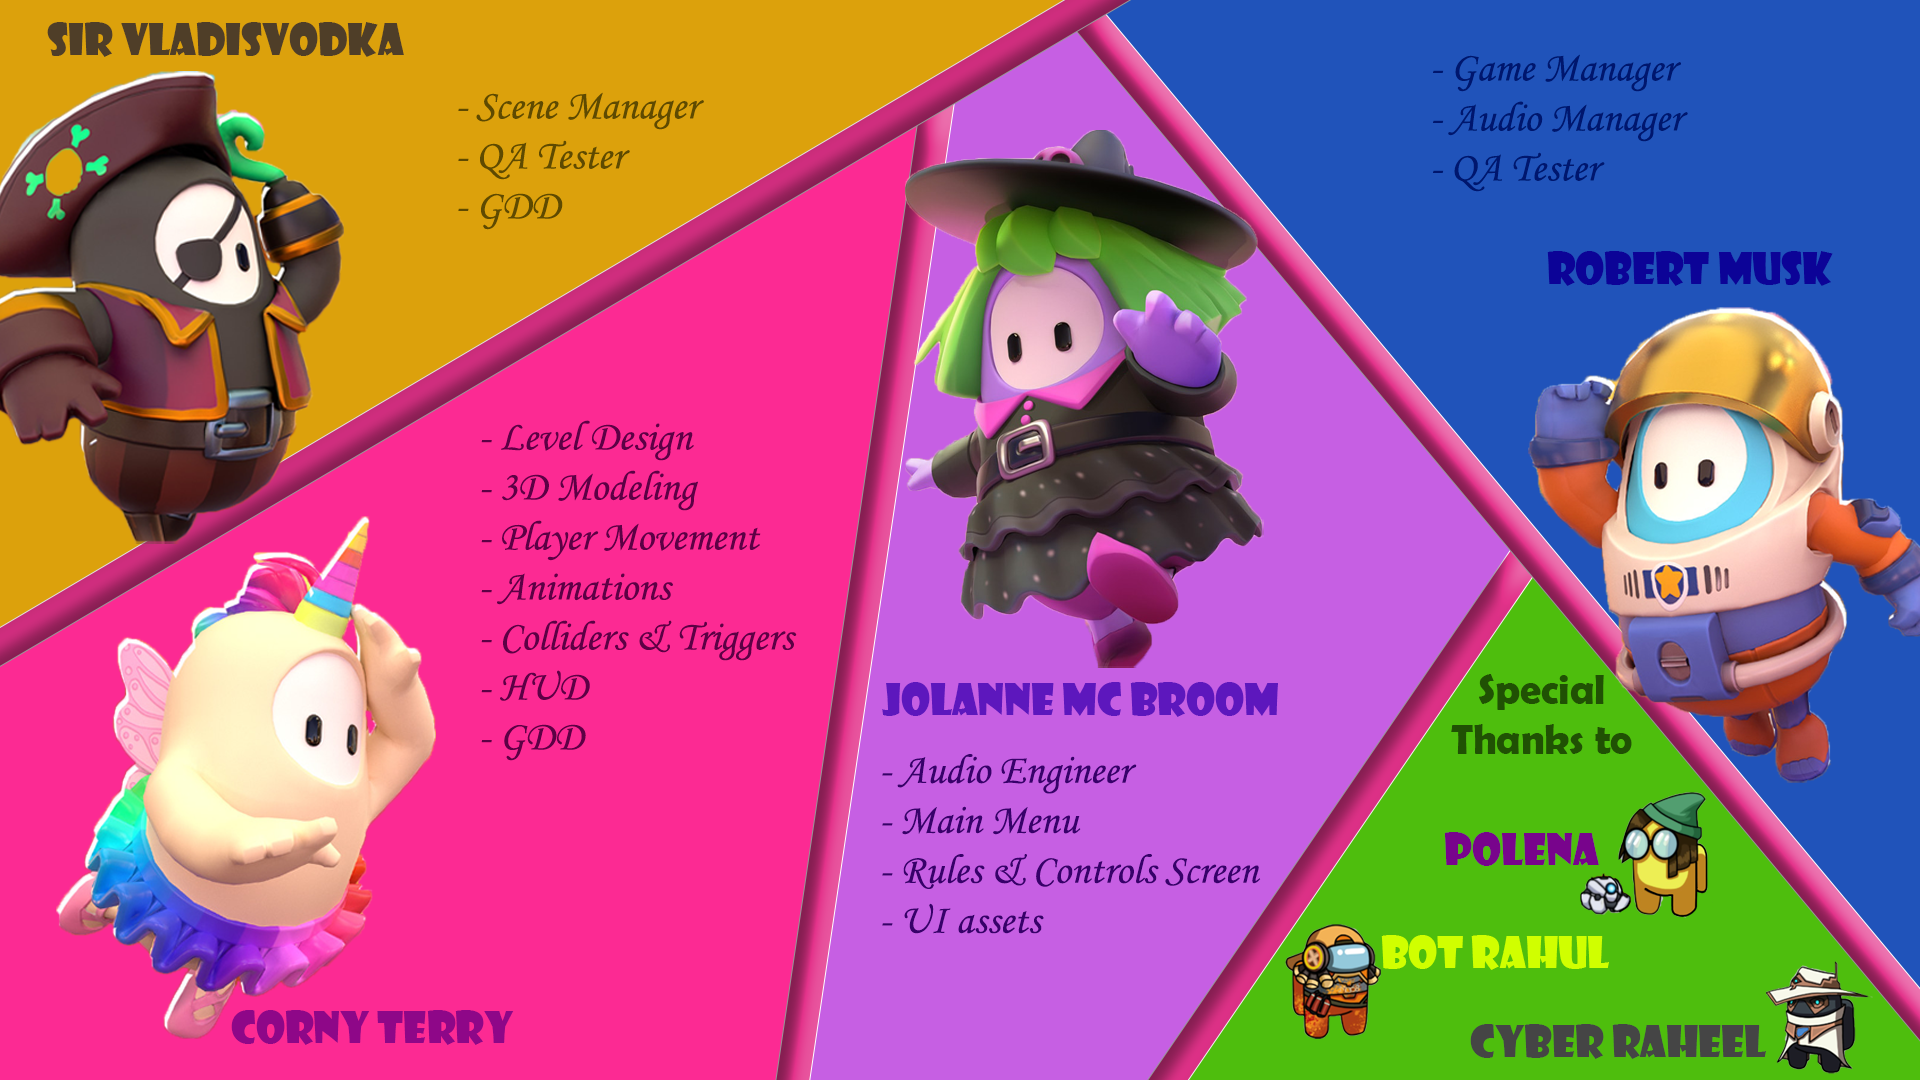 SIR VLADISVODKA
- Scene Manager
- QA Tester
- GDD
- Level Design
- 3D Modeling
- Player Movement
- Animations
- Colliders & Triggers
- HUD
- GDD
CORNY TERRY
JOLANNE MC BROOM
- Audio Engineer
- Main Menu
- Rules & Controls Screen
- UI assets
- Game Manager
- Audio Manager
- QA Tester
ROBERT MUSK
Special
Thanks to
POLENA
BOT RAHUL
CYBER RAHEEL